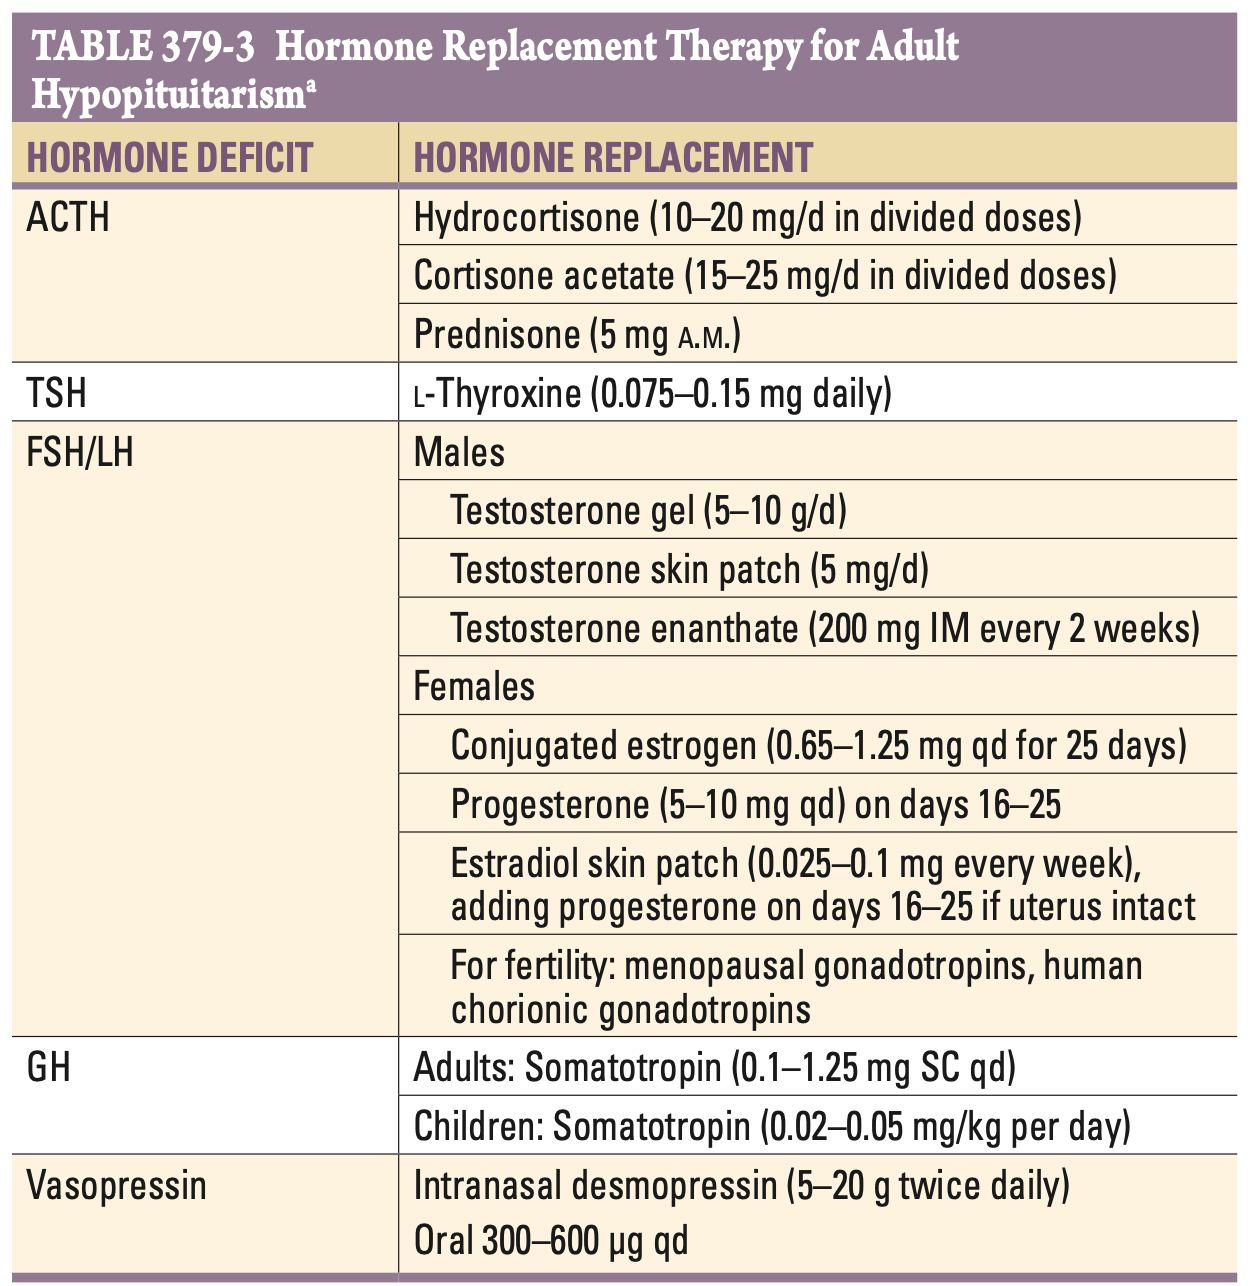 TABLE 379-3 Hormone Replacement Therapy for Adult
Hypopituitarismᵃ
HORMONE DEFICIT HORMONE REPLACEMENT
ACTH Hydrocortisone (10–20 mg/d in divided doses)
Cortisone acetate (15–25 mg/d in divided doses)
Prednisone (5 mg A.M.)
TSH L-Thyroxine (0.075–0.15 mg daily)
FSH/LH Males
Testosterone gel (5–10 g/d)
Testosterone skin patch (5 mg/d)
Testosterone enanthate (200 mg IM every 2 weeks)
Females
Conjugated estrogen (0.65–1.25 mg qd for 25 days)
Progesterone (5–10 mg qd) on days 16–25
Estradiol skin patch (0.025–0.1 mg every week),
adding progesterone on days 16–25 if uterus intact
For fertility: menopausal gonadotropins, human
chorionic gonadotropins
GH Adults: Somatotropin (0.1–1.25 mg SC qd)
Children: Somatotropin (0.02–0.05 mg/kg per day)
Vasopressin Intranasal desmopressin (5–20 g twice daily)
Oral 300–600 μg qd